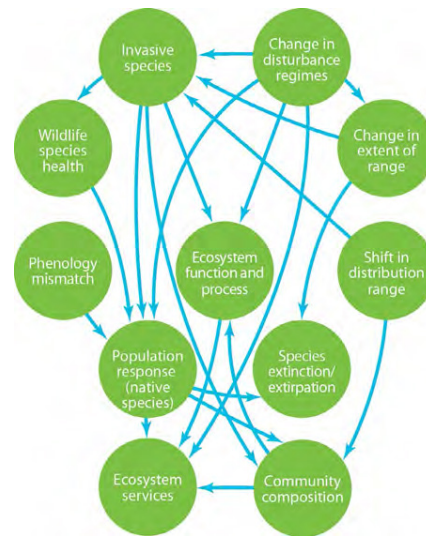 Invasive
species
Change in
disturbance
regimes
Wildlife
species
health
Change in
extent of
range
Phenology
mismatch
Ecosystem
function and
process
Shift in
distribution
range
Population
response
(native
species)
Species
extinction/
extirpation
Ecosystem
services
Community
composition